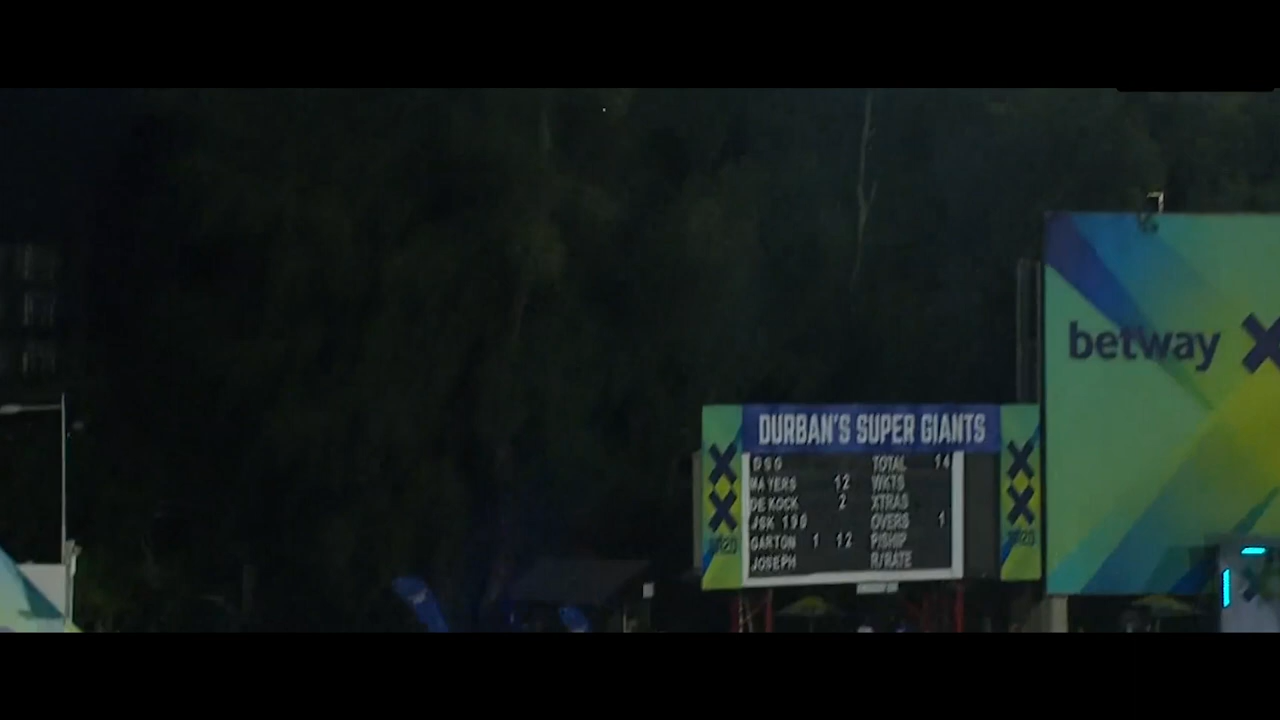 betway
DURBAN'S SUPER GIANTS
DSG TOTAL 14
MAYERS 12 WKTS
DE KOCK 2 XTRAS
JSK 190 OVERS 1
GARTON 1 12 P/SHIP
JOSEPH R/RATE